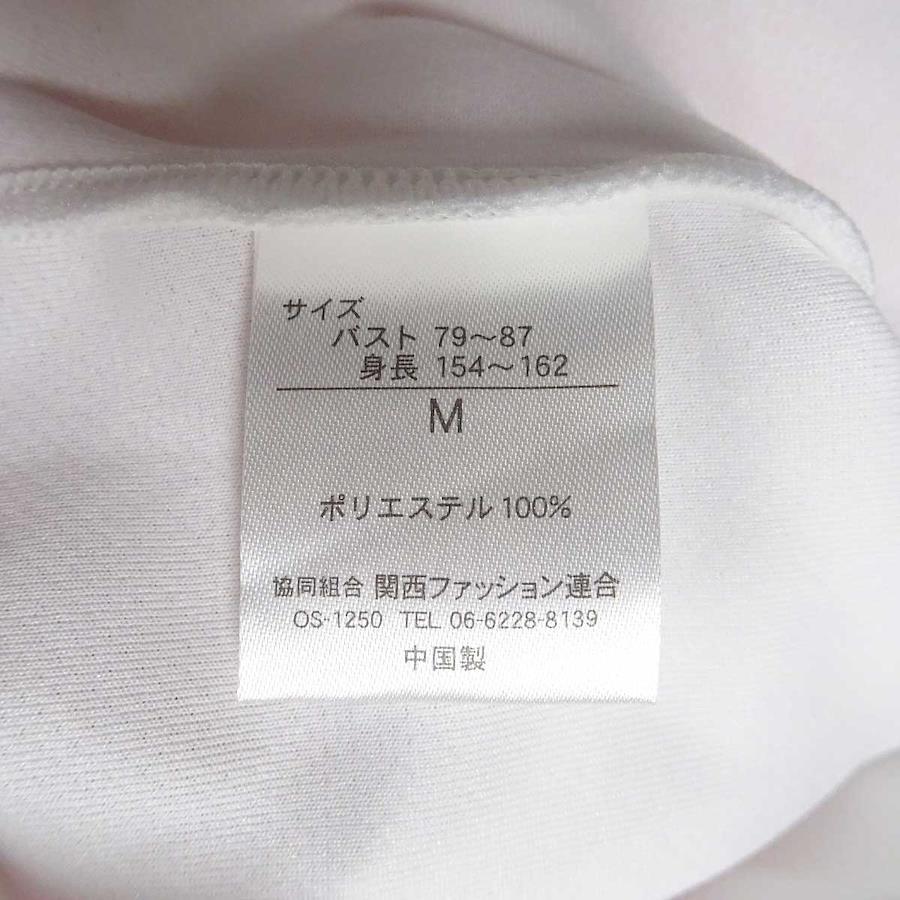 サイズ
バスト 79～87
身長 154～162
M
ポリエステル 100%
協同組合 関西ファッション連合
OS-1250 TEL 06-6228-8139
中国製